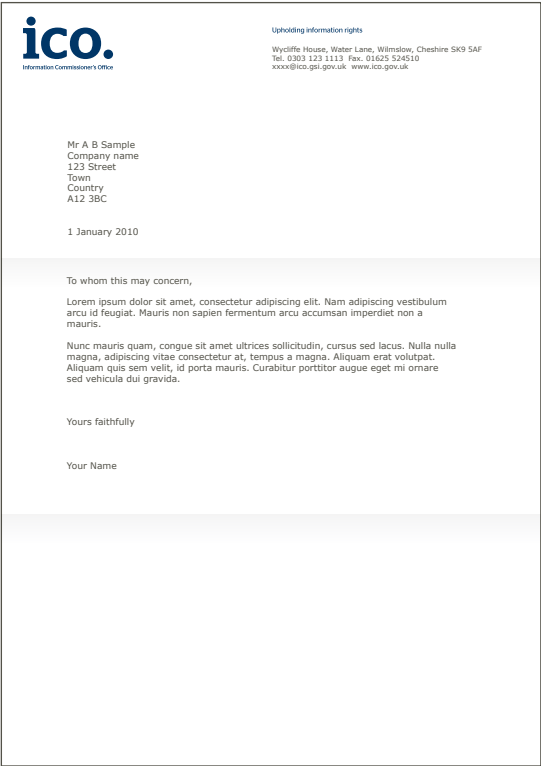 ico.
Information Commissioner's Office
Upholding information rights
Wycliffe House, Water Lane, Wilmslow, Cheshire SK9 5AF
Tel. 0303 123 1113 Fax. 01625 524510
xxxx@ico.gsi.gov.uk www.ico.gov.uk
Mr A B Sample
Company name
123 Street
Town
Country
A12 3BC
1 January 2010
To whom this may concern,
Lorem ipsum dolor sit amet, consectetur adipiscing elit. Nam adipiscing vestibulum
arcu id feugiat. Mauris non sapien fermentum arcu accumsan imperdiet non a
mauris.
Nunc mauris quam, congue sit amet ultrices sollicitudin, cursus sed lacus. Nulla nulla
magna, adipiscing vitae consectetur at, tempus a magna. Aliquam erat volutpat.
Aliquam quis sem velit, id porta mauris. Curabitur porttitor augue eget mi ornare
sed vehicula dui gravida.
Yours faithfully
Your Name